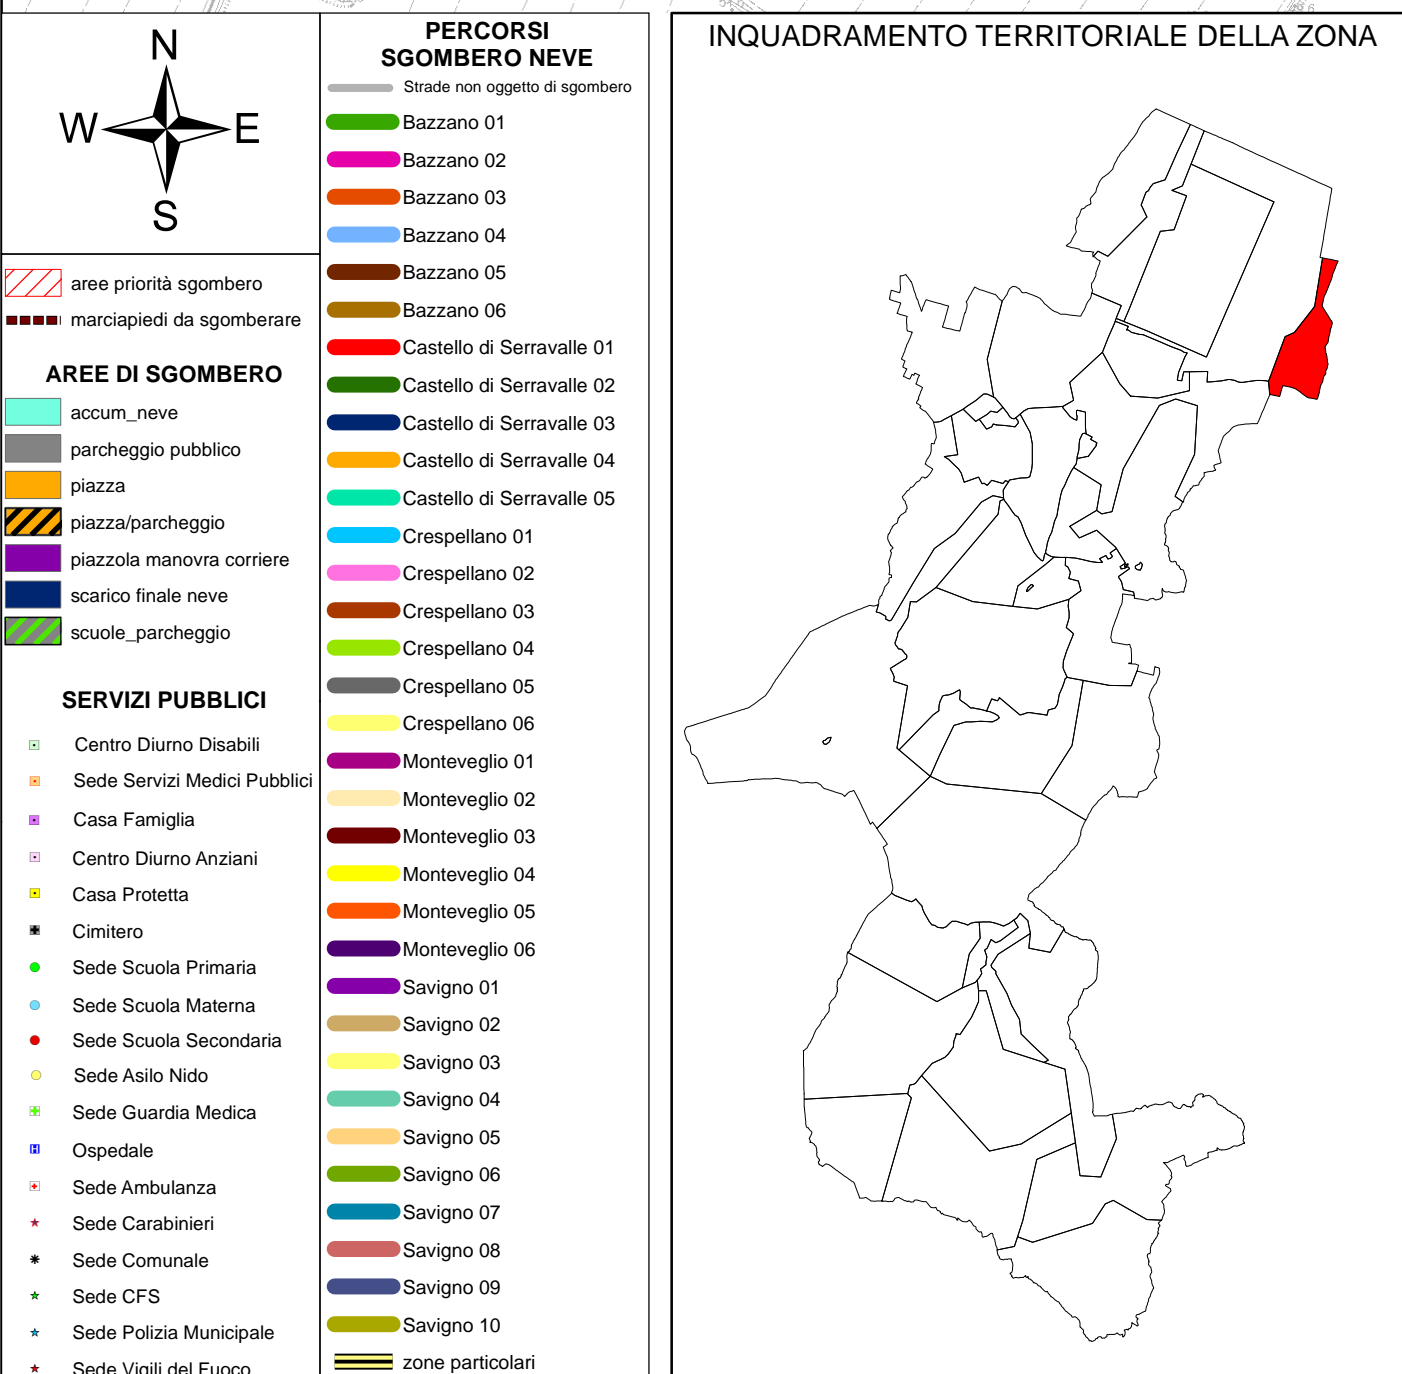 N
W
E
S
aree priorità sgombero
marciapiedi da sgomberare
AREE DI SGOMBERO
accum_neve
parcheggio pubblico
piazza
piazza/parcheggio
piazzola manovra corriere
scarico finale neve
scuole_parcheggio
SERVIZI PUBBLICI
Centro Diurno Disabili
Sede Servizi Medici Pubblici
Casa Famiglia
Centro Diurno Anziani
Casa Protetta
Cimitero
Sede Scuola Primaria
Sede Scuola Materna
Sede Scuola Secondaria
Sede Asilo Nido
Sede Guardia Medica
H
Ospedale
Sede Ambulanza
Sede Carabinieri
Sede Comunale
Sede CFS
Sede Polizia Municipale
Sede Vigili del Fuoco
PERCORSI
SGOMBERO NEVE
Strade non oggetto di sgombero
Bazzano 01
Bazzano 02
Bazzano 03
Bazzano 04
Bazzano 05
Bazzano 06
Castello di Serravalle 01
Castello di Serravalle 02
Castello di Serravalle 03
Castello di Serravalle 04
Castello di Serravalle 05
Crespellano 01
Crespellano 02
Crespellano 03
Crespellano 04
Crespellano 05
Crespellano 06
Monteveglio 01
Monteveglio 02
Monteveglio 03
Monteveglio 04
Monteveglio 05
Monteveglio 06
Savigno 01
Savigno 02
Savigno 03
Savigno 04
Savigno 05
Savigno 06
Savigno 07
Savigno 08
Savigno 09
Savigno 10
zone particolari
INQUADRAMENTO TERRITORIALE DELLA ZONA